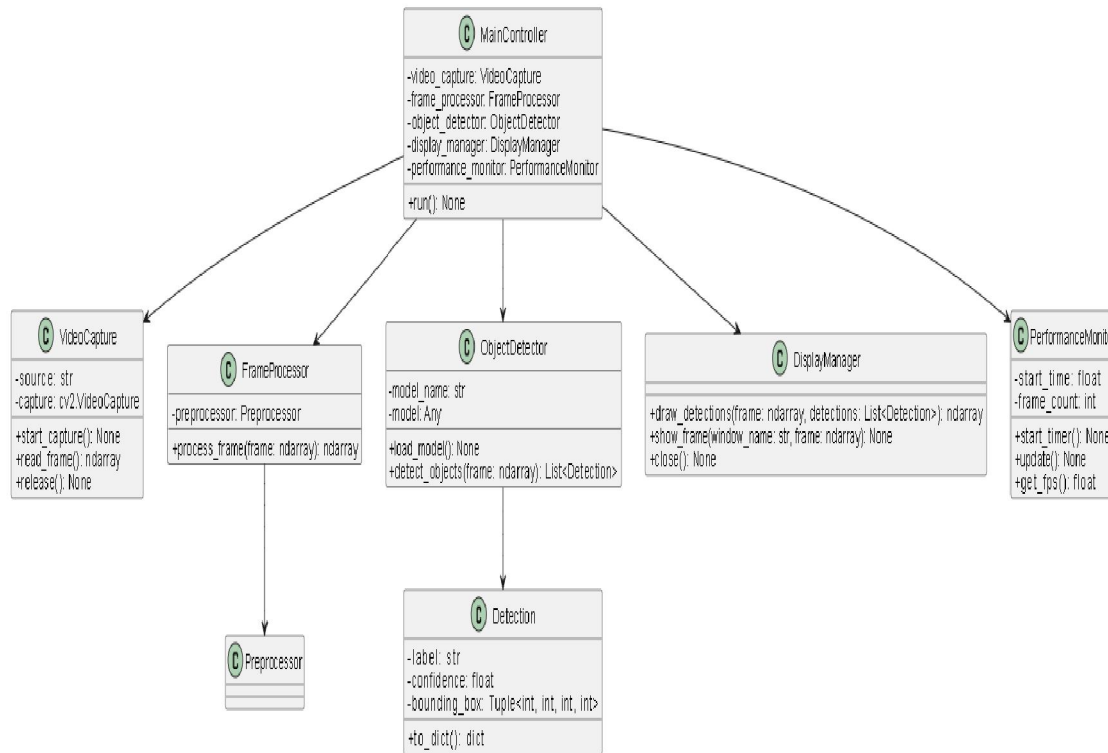 C MainController
-video_capture: VideoCapture
-frame_processor: FrameProcessor
-object_detector: ObjectDetector
-display_manager: DisplayManager
-performance_monitor: PerformanceMonitor
+run(): None
C VideoCapture
-source: str
-capture: cv2.VideoCapture
+start_capture(): None
+read_frame(): ndarray
+release(): None
C FrameProcessor
-preprocessor: Preprocessor
+process_frame(frame: ndarray): ndarray
C ObjectDetector
-model_name: str
-model: Any
+load_model(): None
+detect_objects(frame: ndarray): List<Detection>
C DisplayManager
+draw_detections(frame: ndarray, detections: List<Detection>): ndarray
+show_frame(window_name: str, frame: ndarray): None
+close(): None
C PerformanceMonito
-start_time: float
-frame_count: int
+start_timer(): None
+update(): None
+get_fps(): float
C Preprocessor
C Detection
-label: str
-confidence: float
-bounding_box: Tuple<int, int, int, int>
+to_dict(): dict